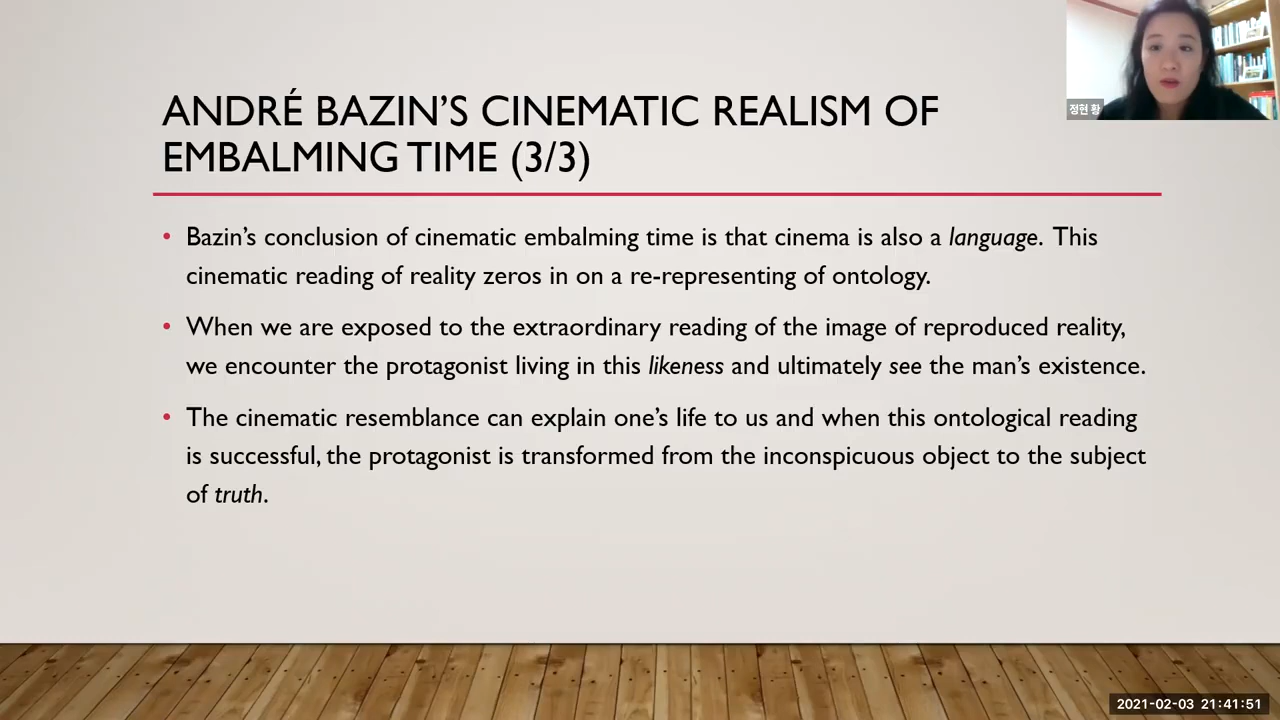 ANDRÉ BAZIN'S CINEMATIC REALISM OF
EMBALMING TIME (3/3)
정현 황
• Bazin's conclusion of cinematic embalming time is that cinema is also a language. This
cinematic reading of reality zeros in on a re-representing of ontology.
• When we are exposed to the extraordinary reading of the image of reproduced reality,
we encounter the protagonist living in this likeness and ultimately see the man's existence.
• The cinematic resemblance can explain one's life to us and when this ontological reading
is successful, the protagonist is transformed from the inconspicuous object to the subject
of truth.
2021-02-03 21:41:51